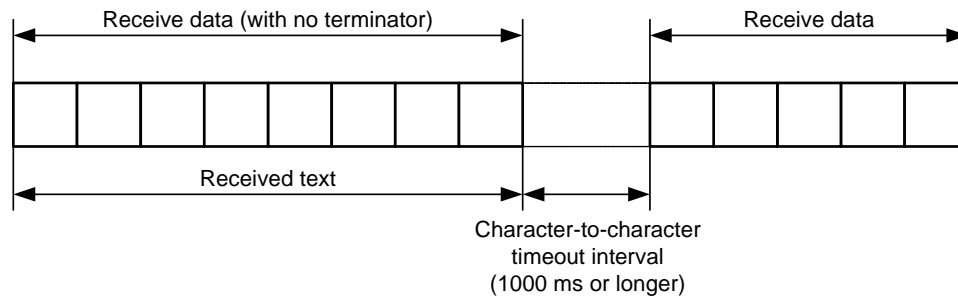 Receive data (with no terminator)
Receive data
Received text
Character-to-character
timeout interval
(1000 ms or longer)